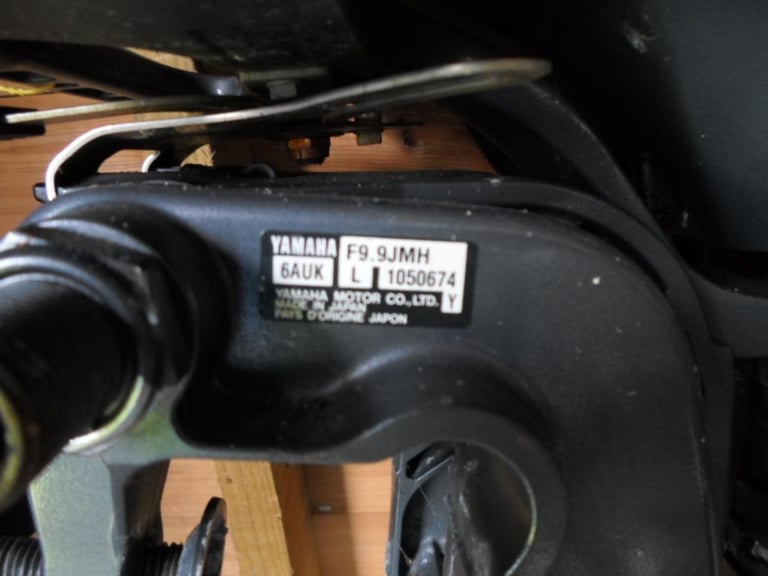 YAMAHA F9.9JMH
6AUK L 1050674
YAMAHA MOTOR CO.,LTD. Y
MADE IN JAPAN
PAYS D'ORIGINE JAPON